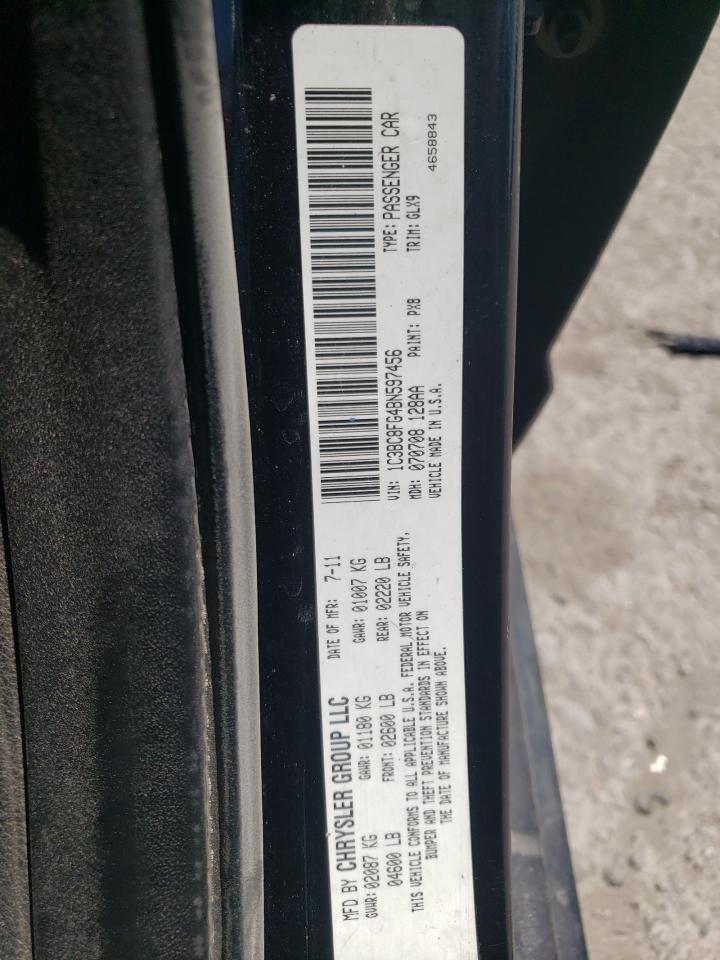 MFD BY CHRYSLER GROUP LLC DATE OF MFR: 7-11
GVWR: 02087 KG GAWR: 01180 KG GAWR: 01007 KG
04600 LB FRONT: 02600 LB REAR: 02220 LB
THIS VEHICLE CONFORMS TO ALL APPLICABLE U.S.A. FEDERAL MOTOR VEHICLE SAFETY,
BUMPER AND THEFT PREVENTION STANDARDS IN EFFECT ON
THE DATE OF MANUFACTURE SHOWN ABOVE.
VIN: 1C3BC8FG4BN597456 TYPE: PASSENGER CAR
MDH: 070708 128AA PAINT: PX8 TRIM: GLX9
VEHICLE MADE IN U.S.A. 4658843